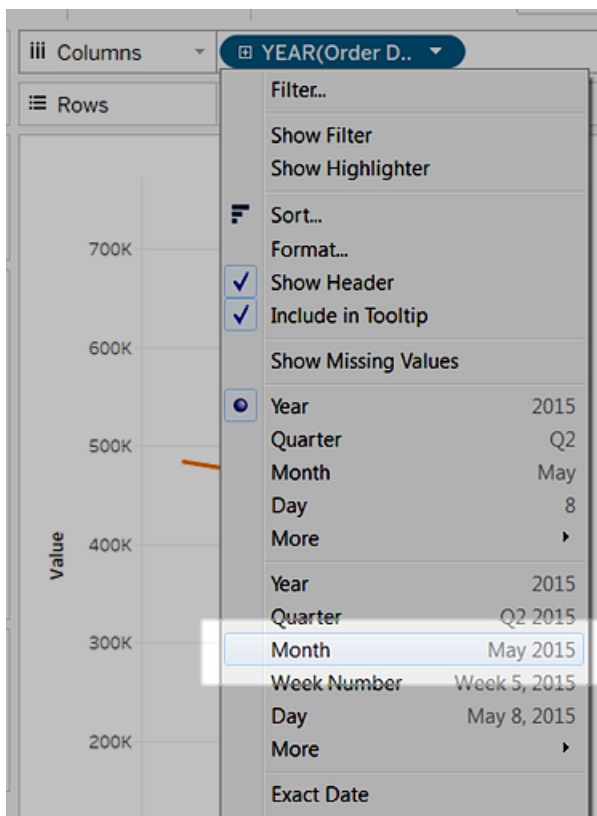 Columns
YEAR(Order D..
Rows
Filter...
Show Filter
Show Highlighter
Sort...
Format...
Show Header
Include in Tooltip
Show Missing Values
Year 2015
Quarter Q2
Month May
Day 8
More
Year 2015
Quarter Q2 2015
Month May 2015
Week Number Week 5, 2015
Day May 8, 2015
More
Exact Date
700K
600K
500K
400K
300K
200K
Value